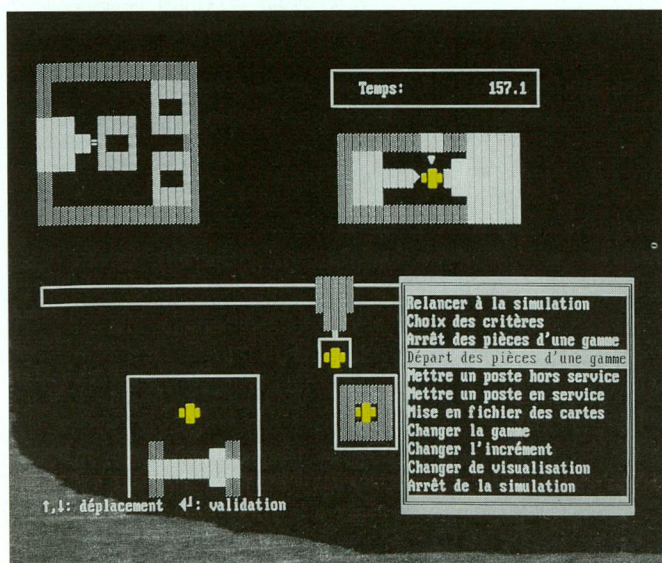 Temps: 157.1
Relancer à la simulation
Choix des critères
Arrêt des pièces d'une gamme
Départ des pièces d'une gamme
Mettre un poste hors service
Mettre un poste en service
Mise en fichier des cartes
Changer la gamme
Changer l'incrément
Changer de visualisation
Arrêt de la simulation
↑,↓: déplacement ↵: validation